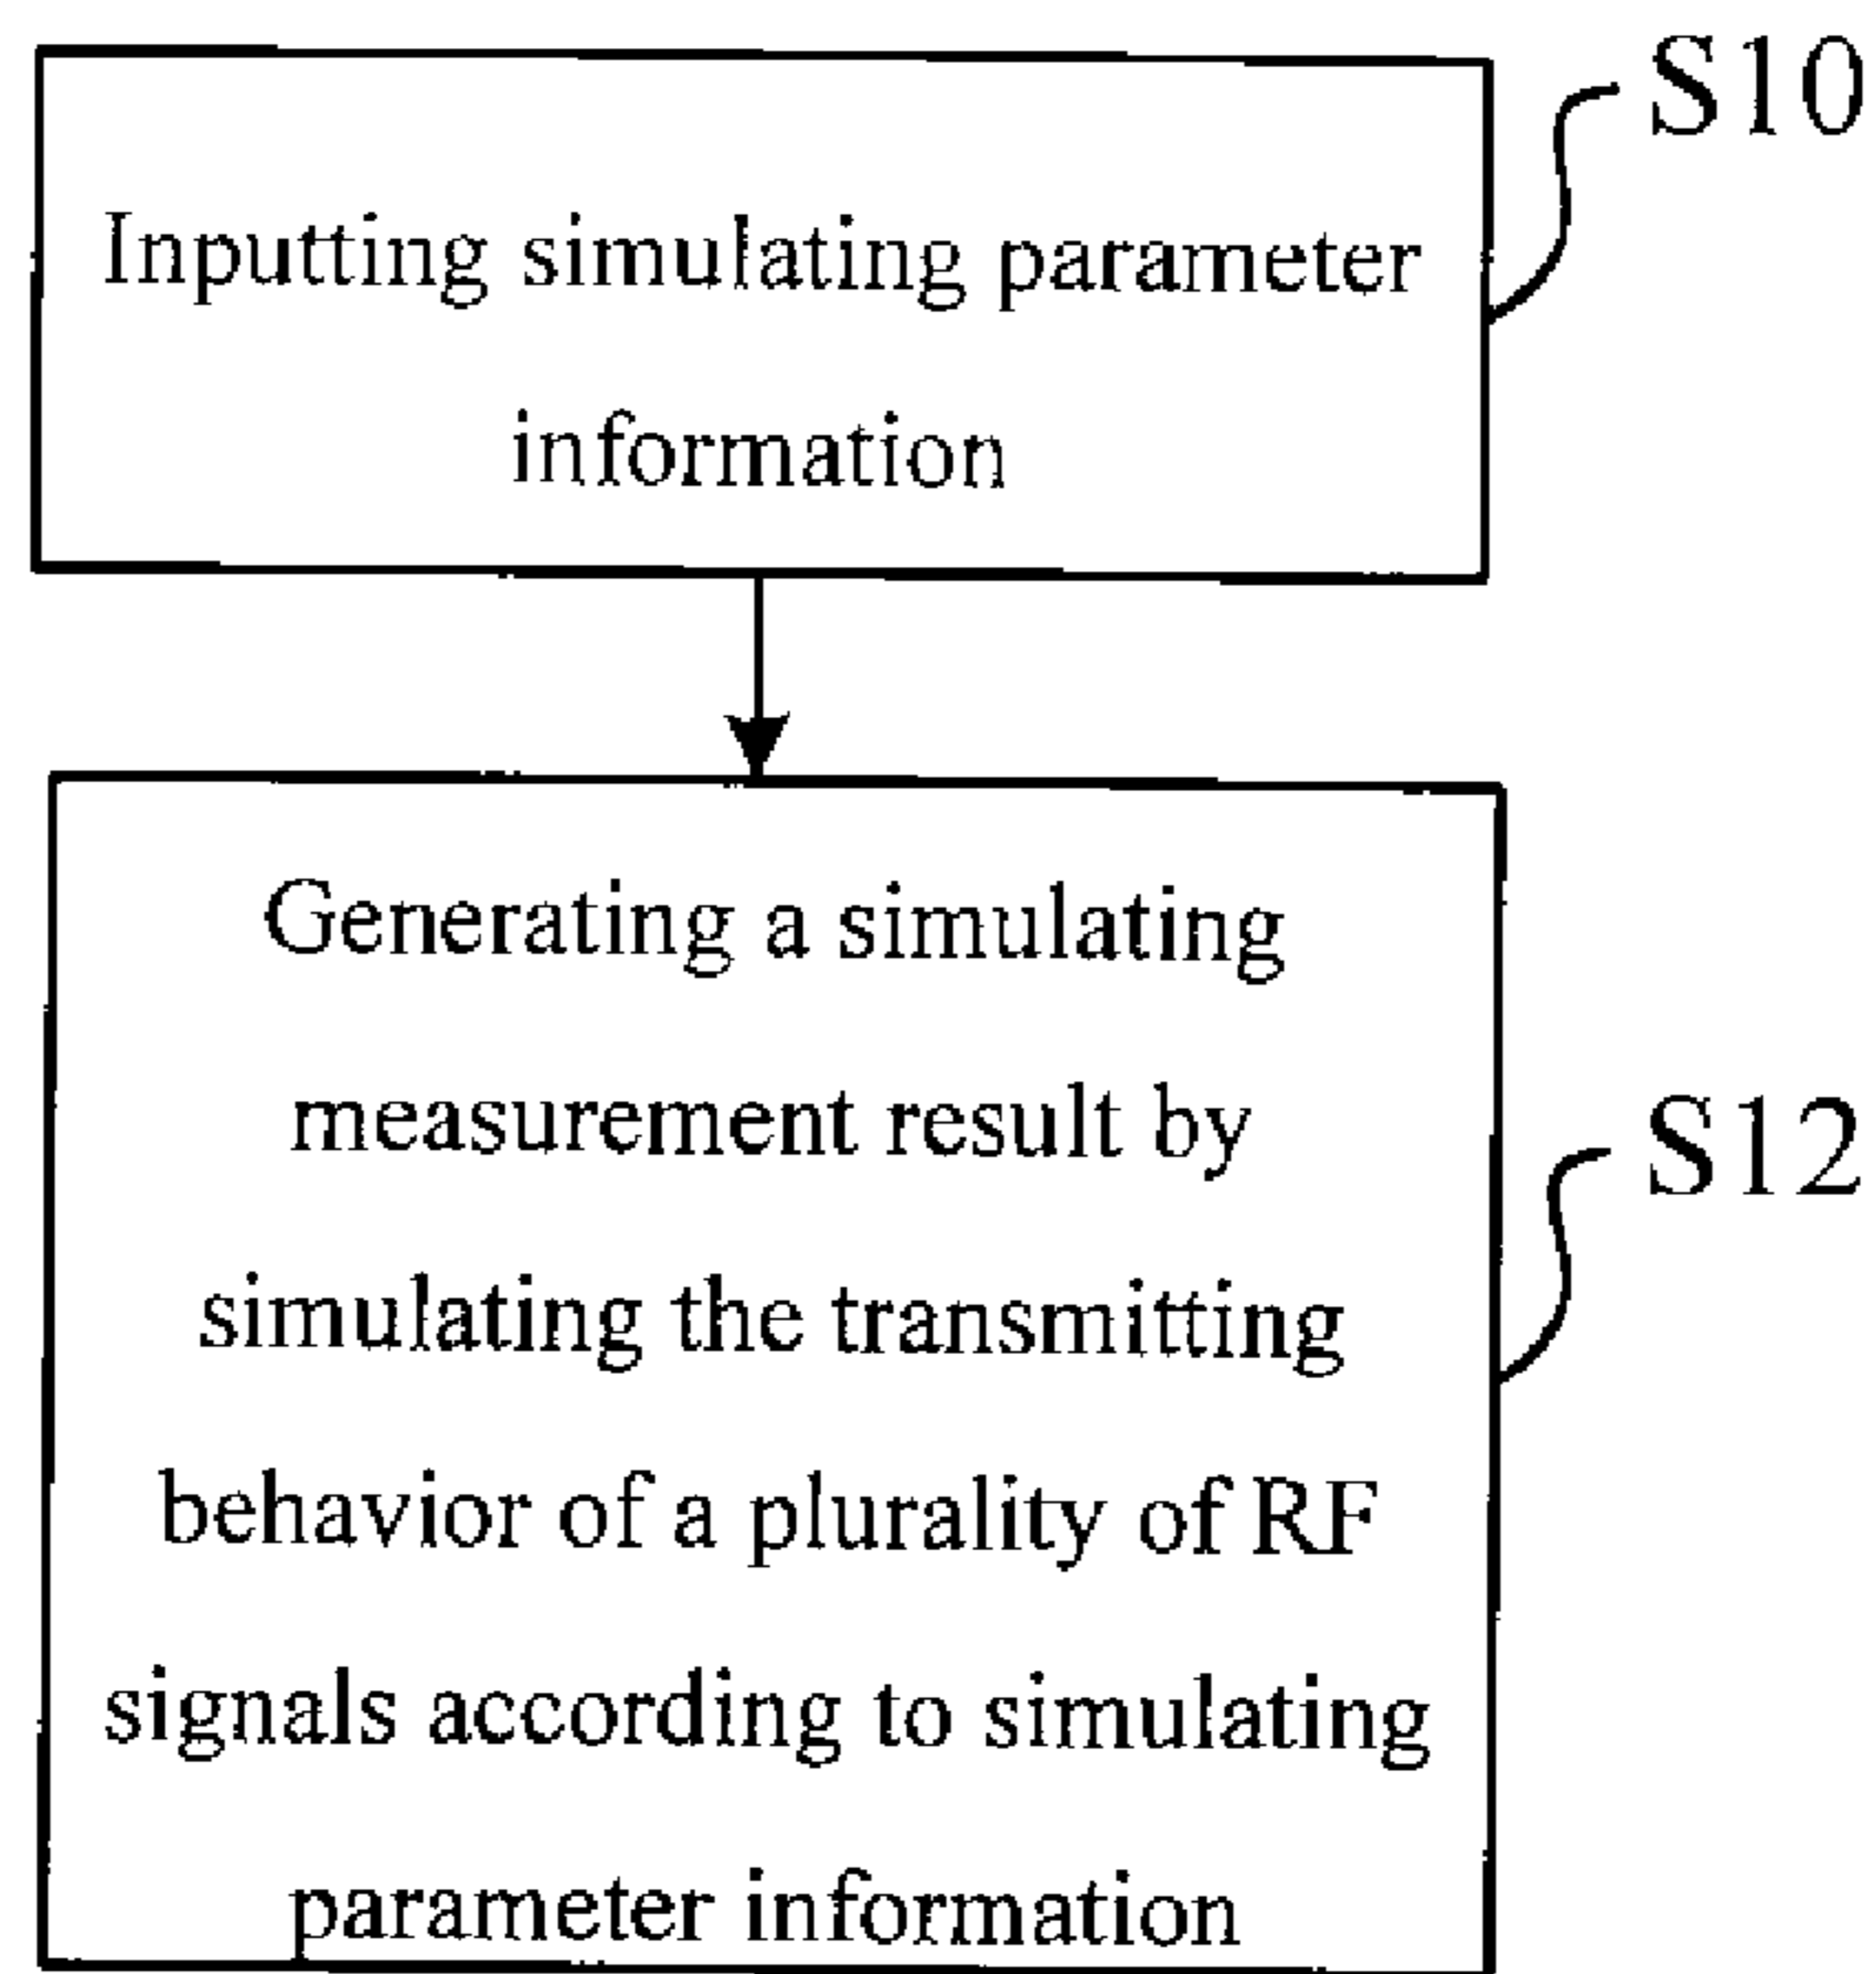 S10
Inputting simulating parameter
information
Generating a simulating
measurement result by
S12
simulating the transmitting
behavior of a plurality of RF
signals according to simulating
parameter information